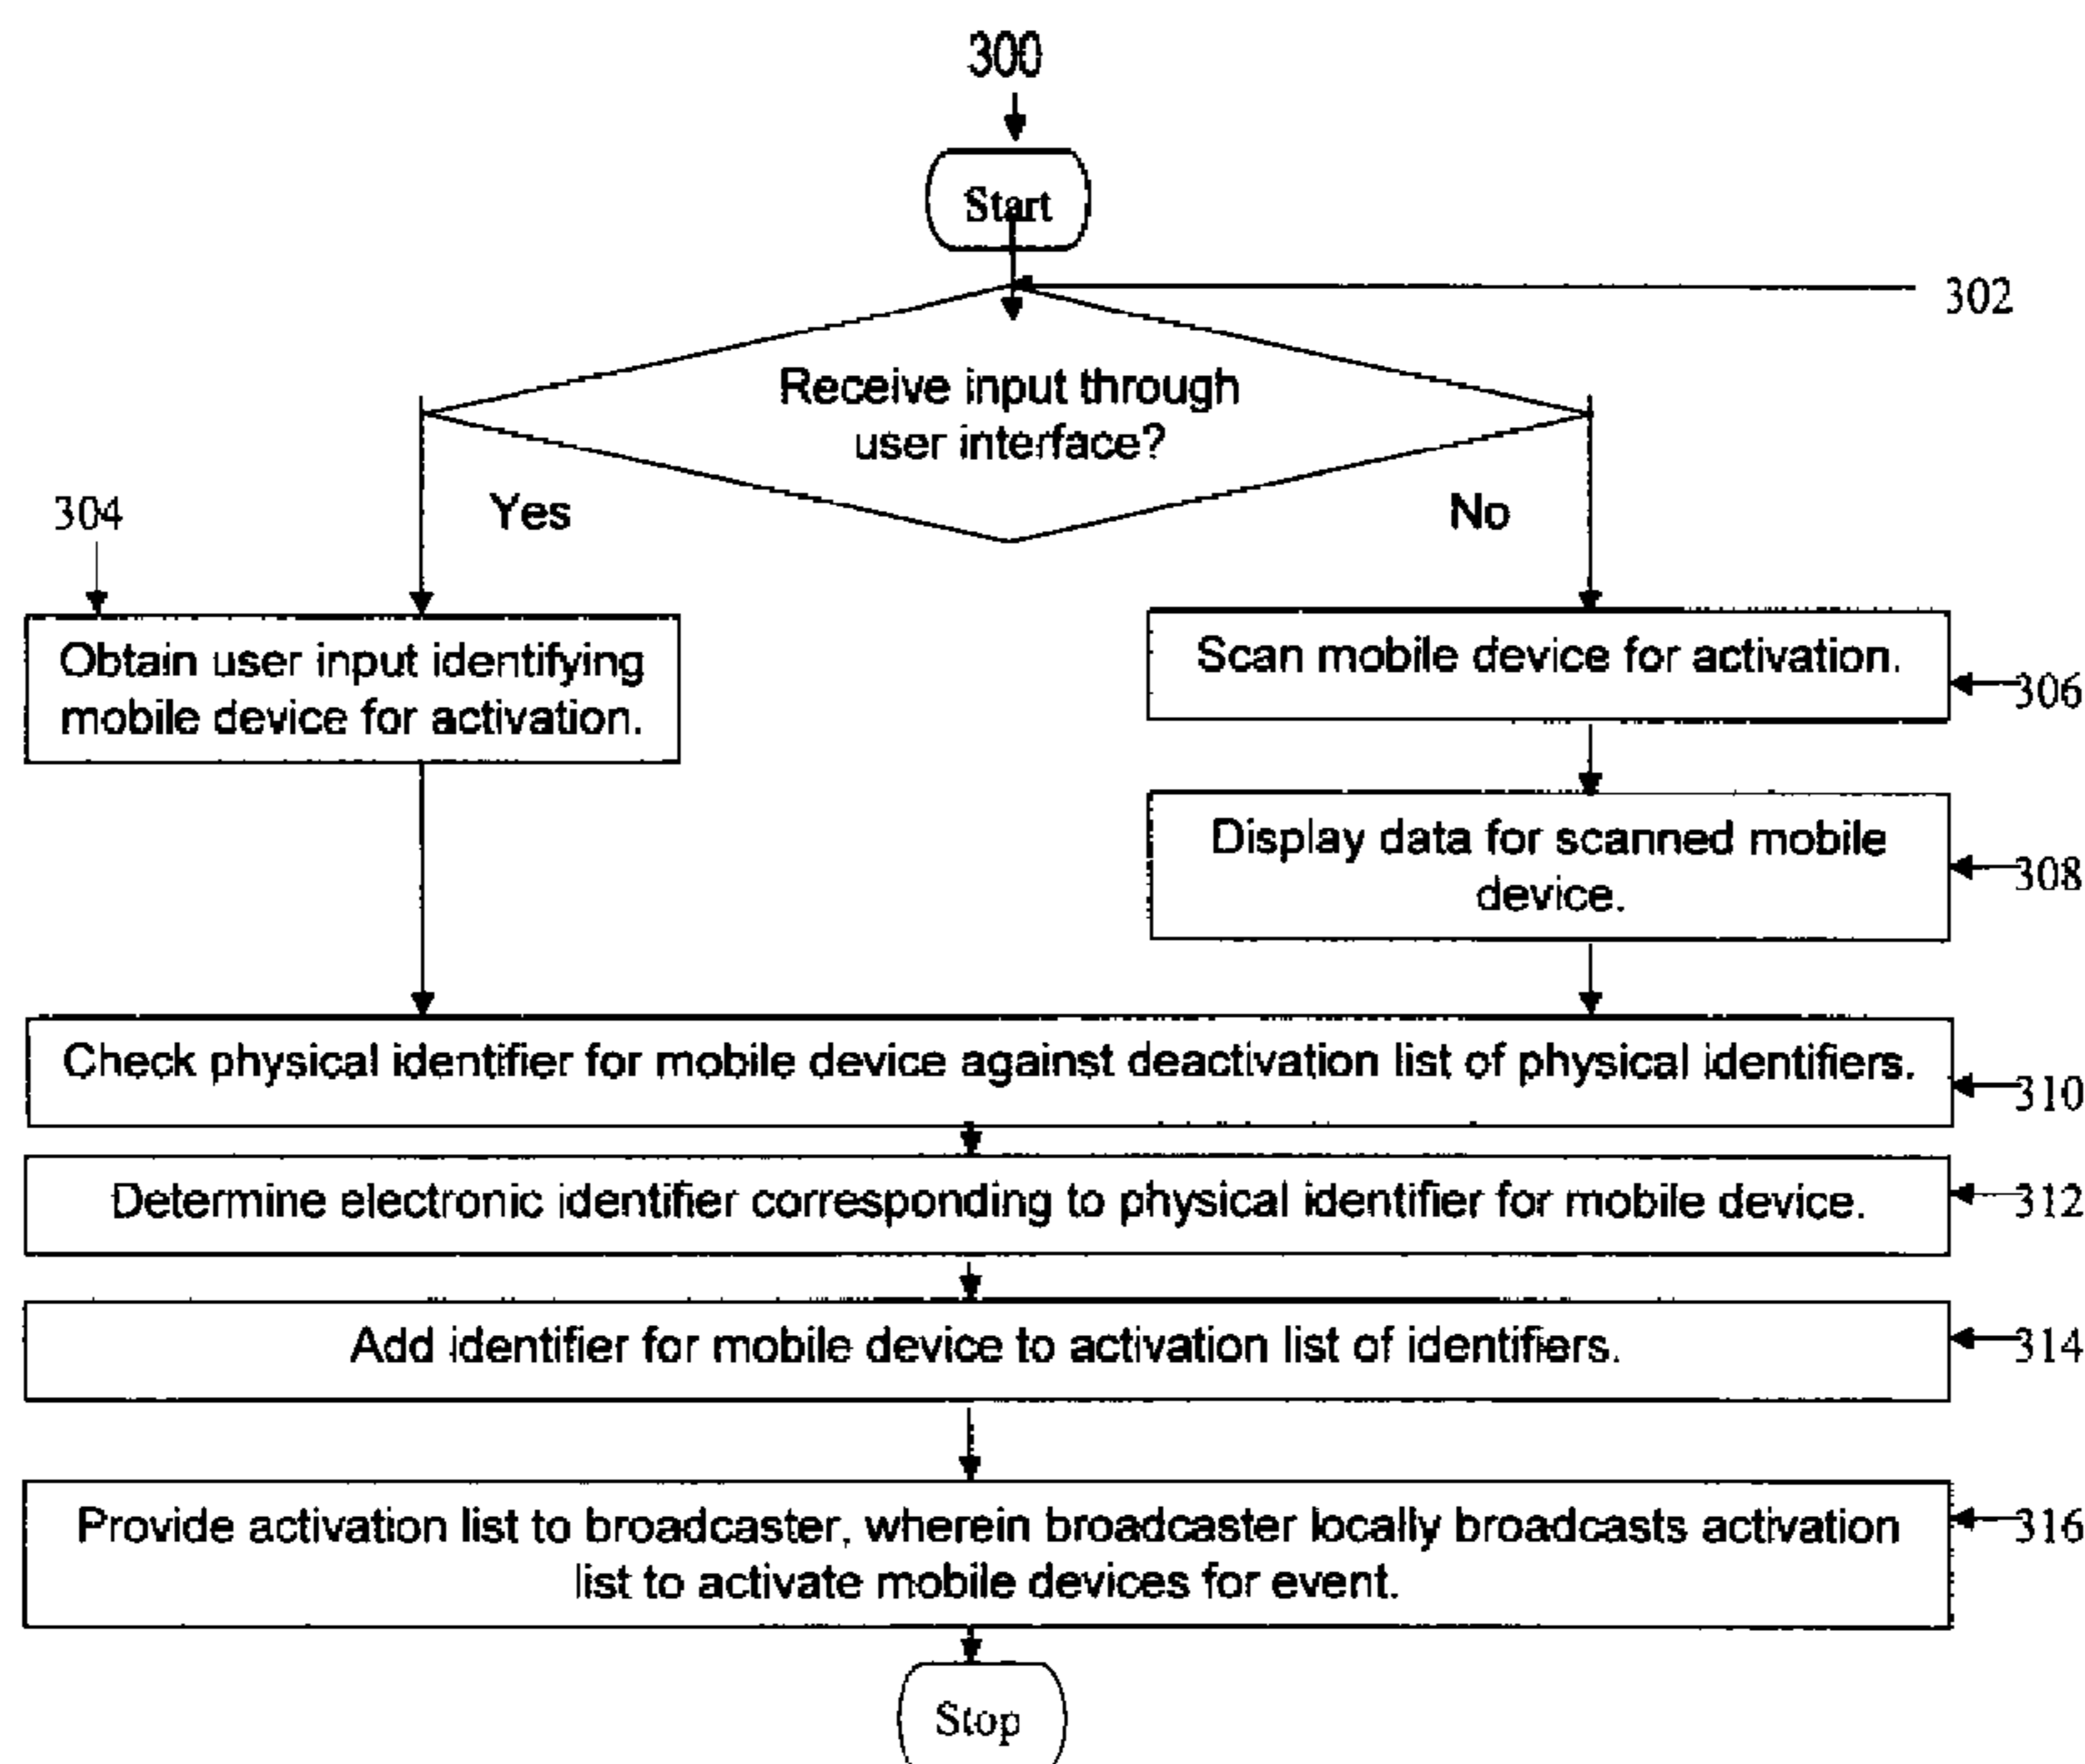 300
Start
302
Receive input through
user interface?
304
Yes
No
Obtain user input identifying
mobile device for activation.
Scan mobile device for activation.
306
Display data for scanned mobile
device.
308
Check physical identifier for mobile device against deactivation list of physical identifiers.
310
Determine electronic identifier corresponding to physical identifier for mobile device.
312
Add identifier for mobile device to activation list of identifiers.
314
Provide activation list to broadcaster, wherein broadcaster locally broadcasts activation
list to activate mobile devices for event.
316
Stop